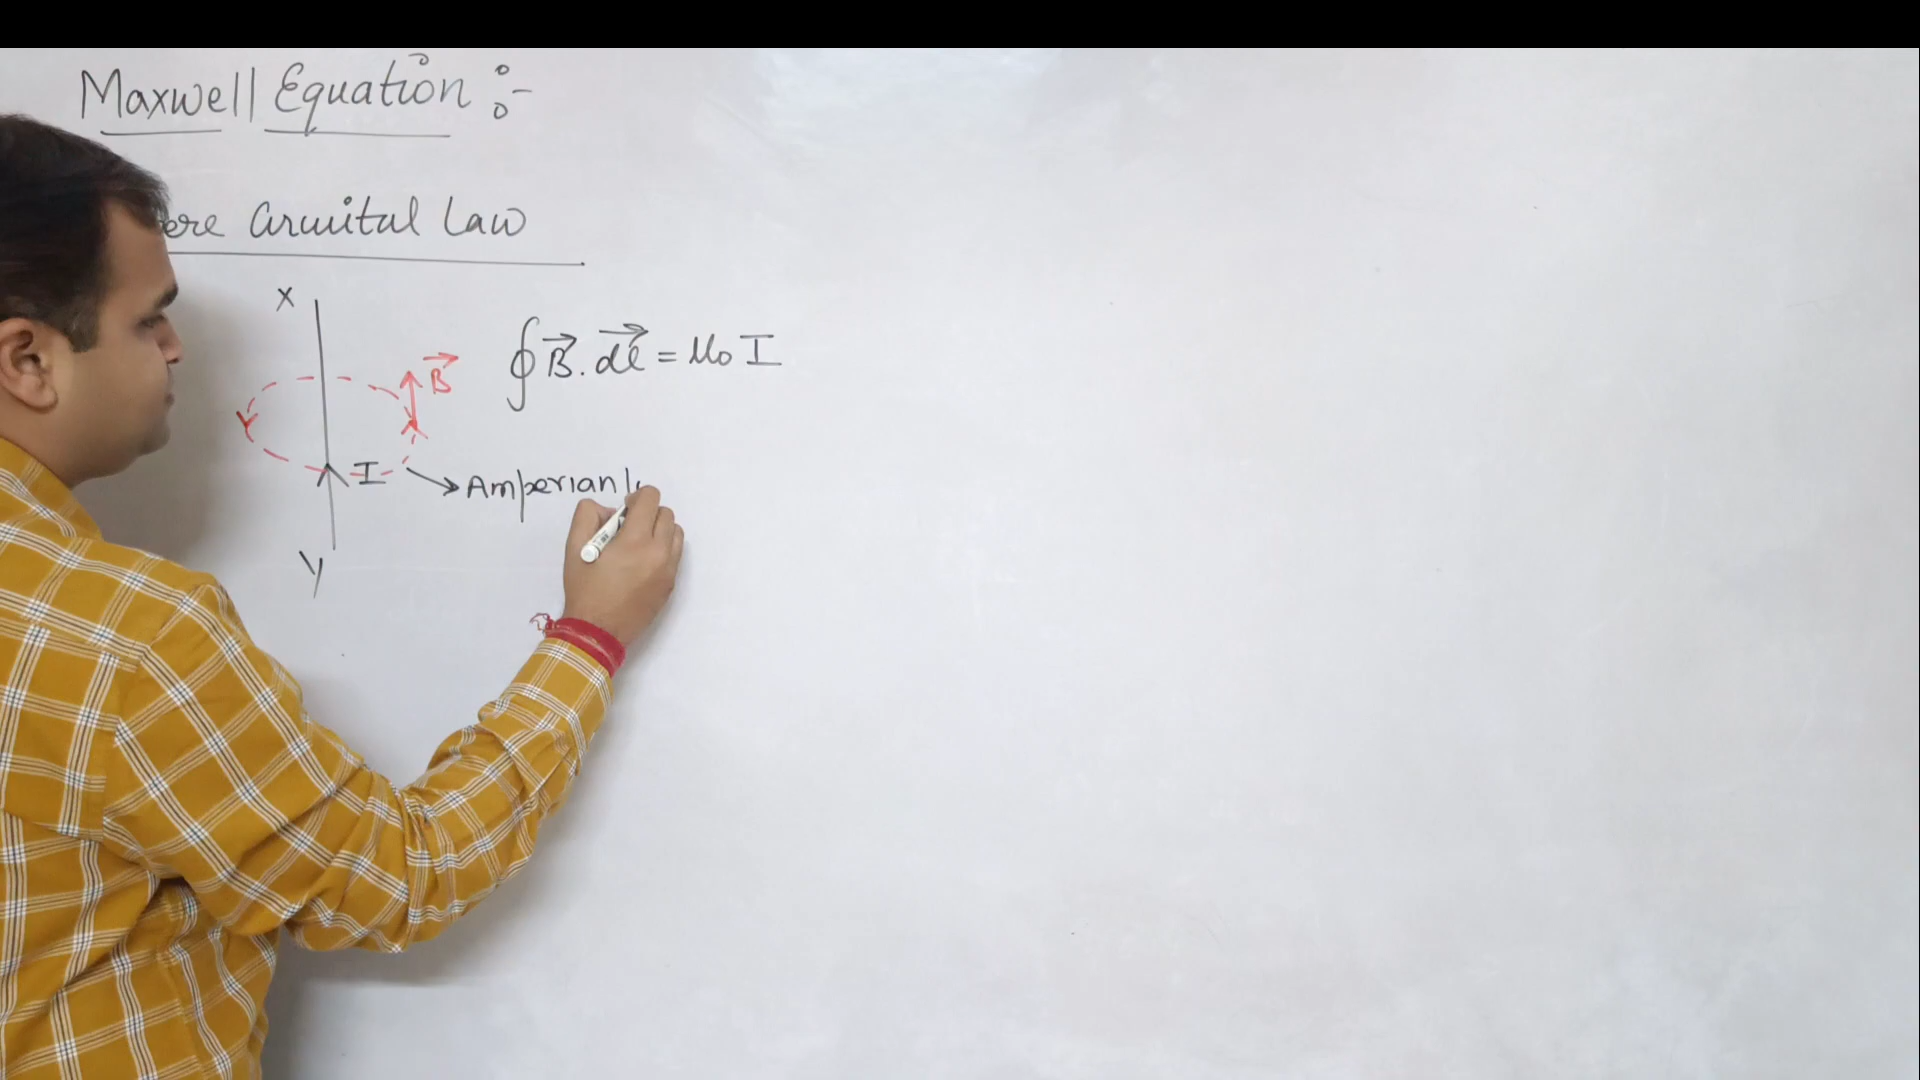 Maxwell Equation :-
ere Circuital Law
X
∮ B⃗ . dl⃗ = μ₀ I
B⃗
I
Amperian
Y